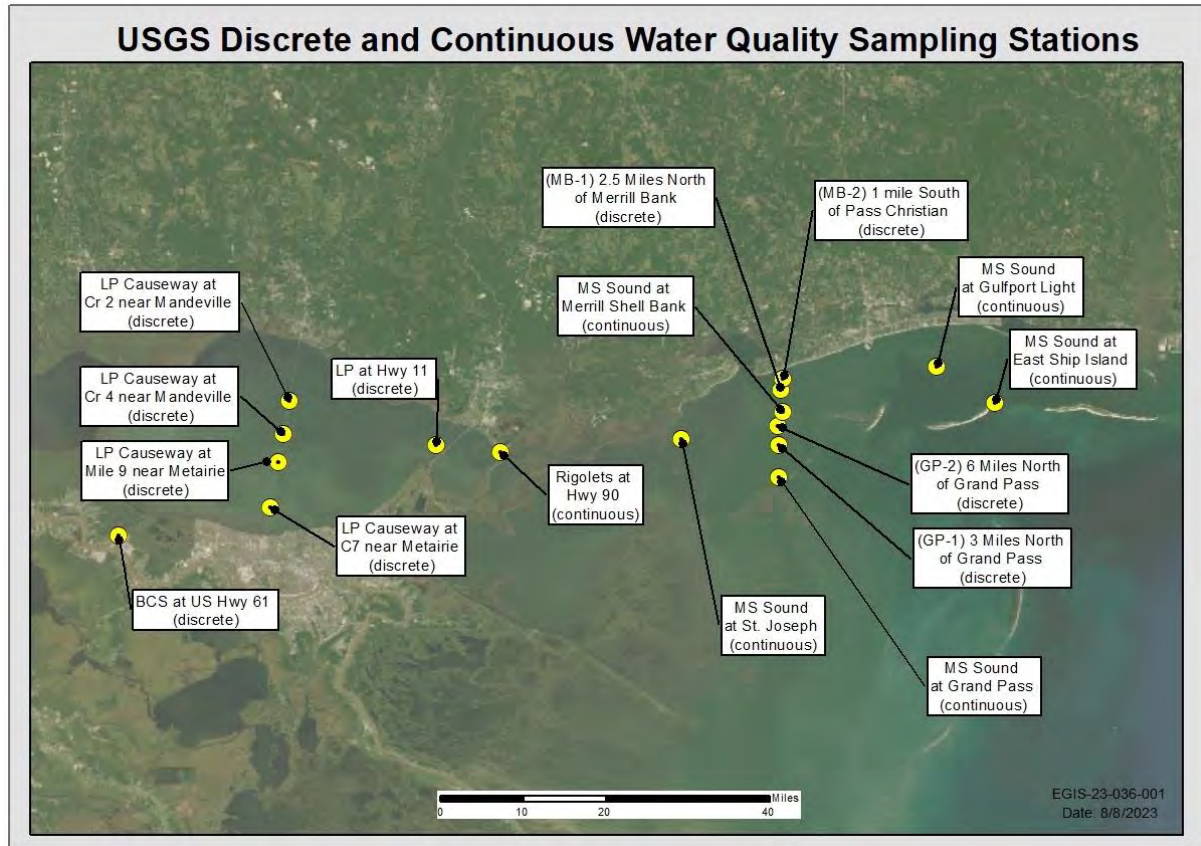 USGS Discrete and Continuous Water Quality Sampling Stations
(MB-1) 2.5 Miles North
of Merrill Bank
(discrete)
(MB-2) 1 mile South
of Pass Christian
(discrete)
LP Causeway at
Cr 2 near Mandeville
(discrete)
MS Sound at
Merrill Shell Bank
(continuous)
MS Sound
at Gulfport Light
(continuous)
MS Sound at
East Ship Island
(continuous)
LP Causeway at
Cr 4 near Mandeville
(discrete)
LP at Hwy 11
(discrete)
LP Causeway at
Mile 9 near Metairie
(discrete)
Rigolets at
Hwy 90
(continuous)
(GP-2) 6 Miles North
of Grand Pass
(discrete)
LP Causeway at
C7 near Metairie
(discrete)
(GP-1) 3 Miles North
of Grand Pass
(discrete)
BCS at US Hwy 61
(discrete)
MS Sound
at St. Joseph
(continuous)
MS Sound
at Grand Pass
(continuous)
Miles
0 10 20 40
EGIS-23-036-001
Date: 8/8/2023